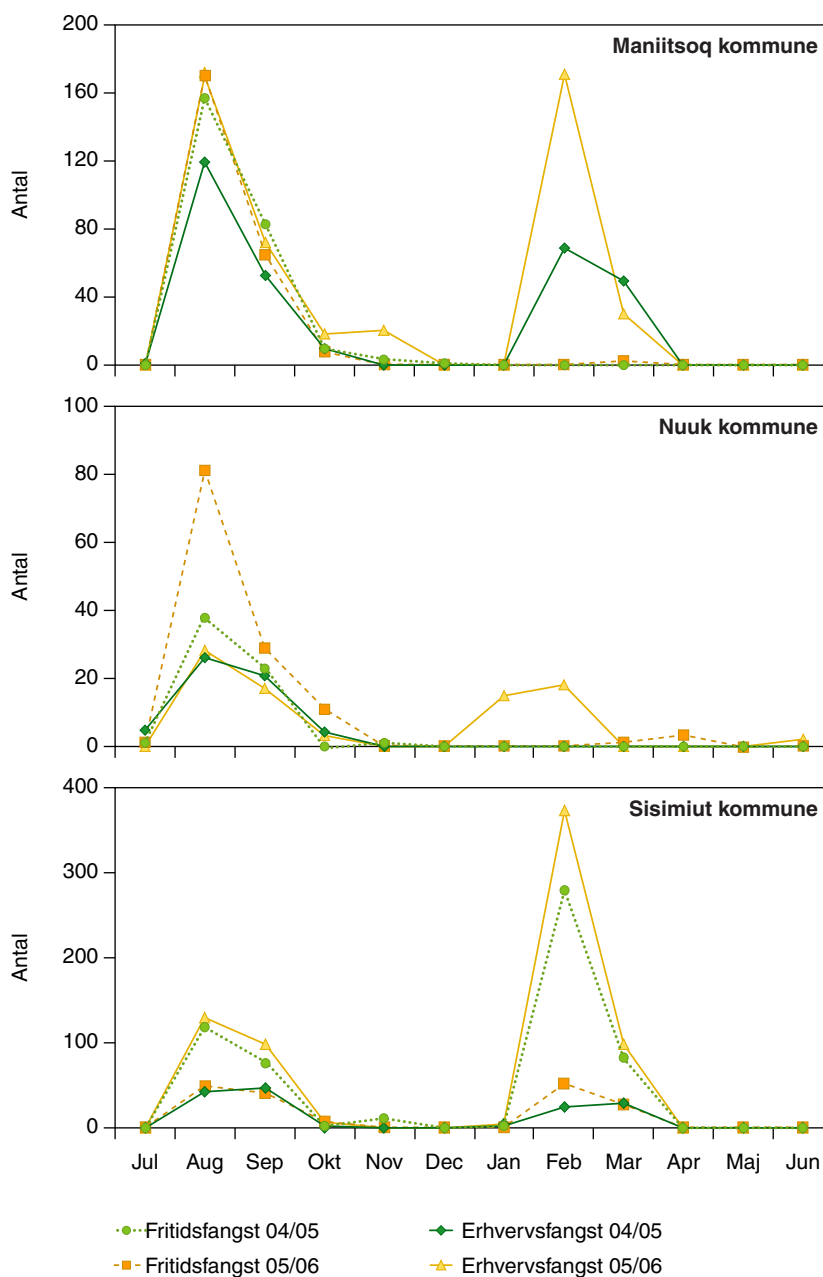 200
Maniitsoq kommune
160
120
Antal
80
40
0
100
Nuuk kommune
80
60
Antal
40
20
0
400
Sisimiut kommune
300
200
Antal
100
0
Jul Aug Sep Okt Nov Dec Jan Feb Mar Apr Maj Jun
Fritidsfangst 04/05 Erhvervsfangst 04/05
Fritidsfangst 05/06 Erhvervsfangst 05/06